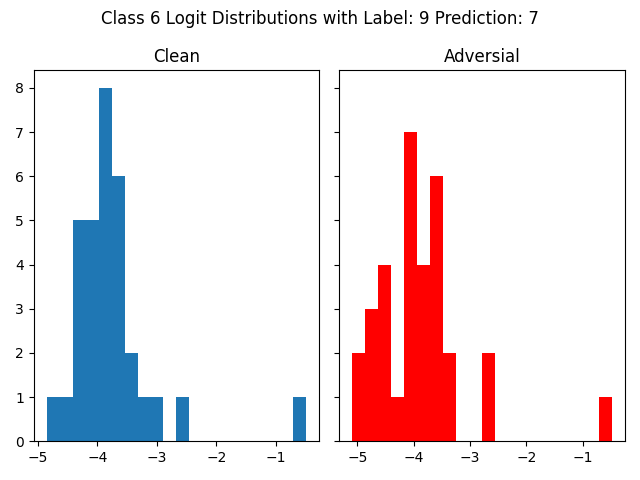 Class 6 Logit Distributions with Label: 9 Prediction: 7
Clean
Adversial
8
7
6
5
4
3
2
1
0
−5 −4 −3 −2 −1
−5 −4 −3 −2 −1